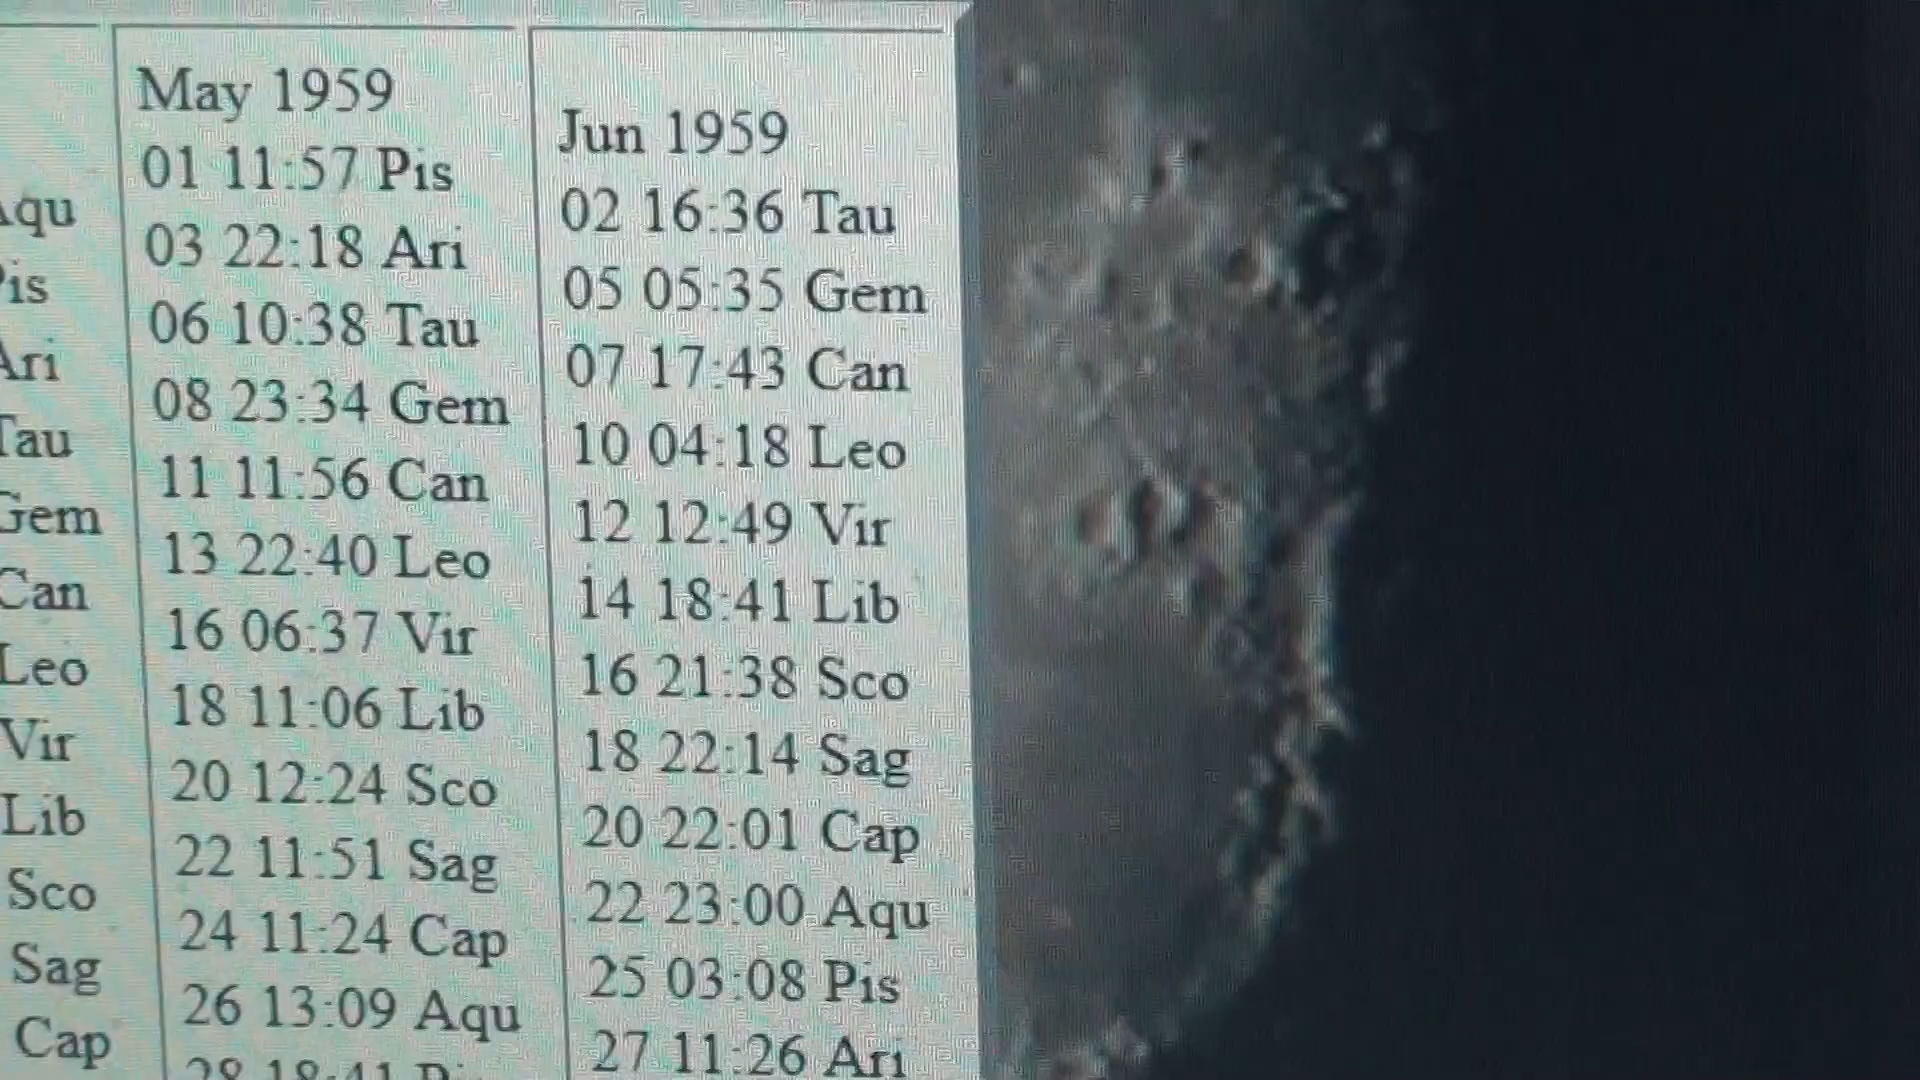 Aqu
Pis
Ari
Tau
Gem
Can
Leo
Vir
Lib
Sco
Sag
Cap
May 1959
01 11:57 Pis
03 22:18 Ari
06 10:38 Tau
08 23:34 Gem
11 11:56 Can
13 22:40 Leo
16 06:37 Vir
18 11:06 Lib
20 12:24 Sco
22 11:51 Sag
24 11:24 Cap
26 13:09 Aqu
28 18:41
Jun 1959
02 16:36 Tau
05 05:35 Gem
07 17:43 Can
10 04:18 Leo
12 12:49 Vir
14 18:41 Lib
16 21:38 Sco
18 22:14 Sag
20 22:01 Cap
22 23:00 Aqu
25 03:08 Pis
27 11:26 Ari